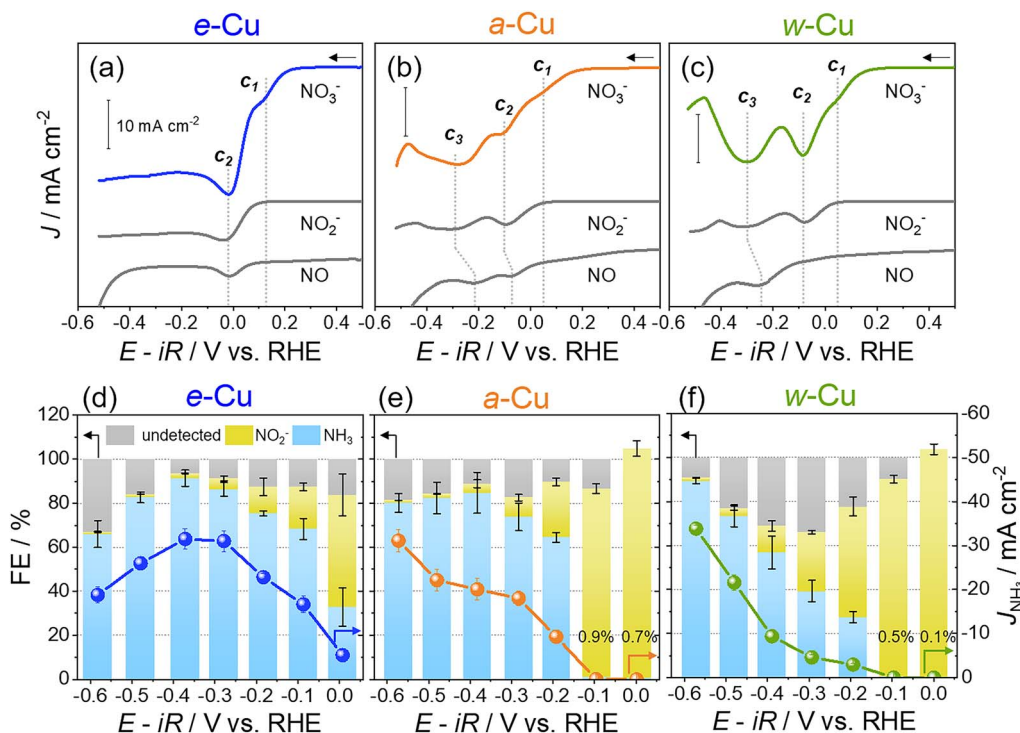 e-Cu
a-Cu
w-Cu
(a)
c₁
NO₃⁻
10 mA cm⁻²
c₂
NO₂⁻
NO
(b)
c₁
NO₃⁻
c₂
c₃
NO₂⁻
NO
(c)
c₁
NO₃⁻
c₃
c₂
NO₂⁻
NO
J / mA cm⁻²
-0.6 -0.4 -0.2 0.0 0.2 0.4
-0.6 -0.4 -0.2 0.0 0.2 0.4
-0.6 -0.4 -0.2 0.0 0.2 0.4
E - iR / V vs. RHE
E - iR / V vs. RHE
E - iR / V vs. RHE
e-Cu
a-Cu
w-Cu
(d)
undetected NO₂⁻ NH₃
(e)
0.9% 0.7%
(f)
0.5% 0.1%
FE / %
120
100
80
60
40
20
0
-60
-50
-40
-30
-20
-10
0
J_NH₃ / mA cm⁻²
-0.6 -0.5 -0.4 -0.3 -0.2 -0.1 0.0
-0.6 -0.5 -0.4 -0.3 -0.2 -0.1 0.0
-0.6 -0.5 -0.4 -0.3 -0.2 -0.1 0.0
E - iR / V vs. RHE
E - iR / V vs. RHE
E - iR / V vs. RHE